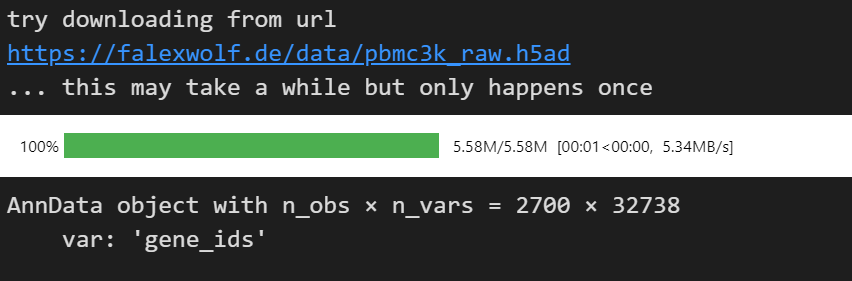 try downloading from url
https://falexwolf.de/data/pbmc3k_raw.h5ad
... this may take a while but only happens once
100% 5.58M/5.58M [00:01<00:00, 5.34MB/s]
AnnData object with n_obs × n_vars = 2700 × 32738
    var: 'gene_ids'